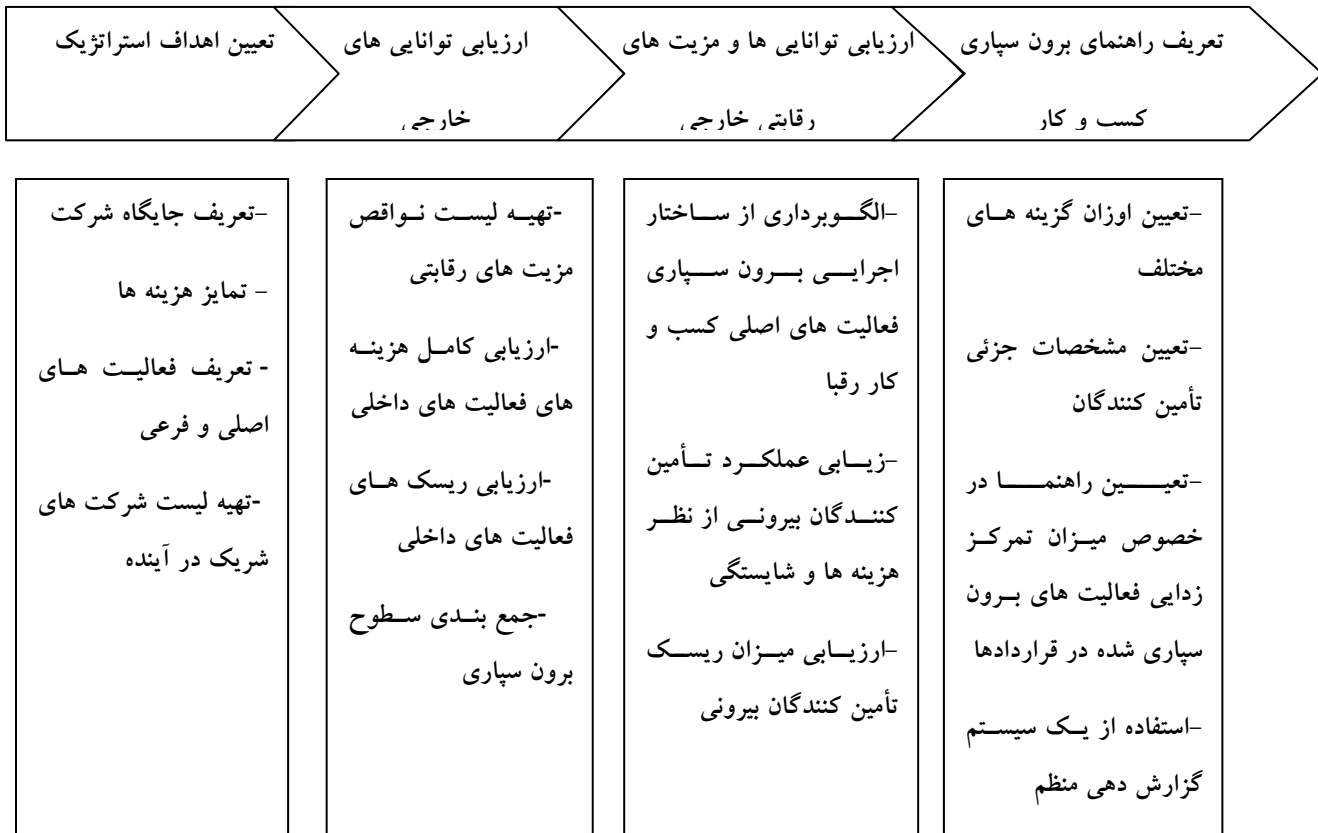 تعیین اهداف استراتژیک
ارزیابی توانایی های
خارجی
ارزیابی توانایی ها و مزیت های
رقابتی خارجی
تعریف راهنمای برون سپاری
کسب و کار
-تعریف جایگاه شرکت
- تمایز هزینه ها
- تعریف فعالیت های
اصلی و فرعی
-تهیه لیست شرکت های
شریک در آینده
-تهیه لیست نواقص
مزیت های رقابتی
-ارزیابی کامل هزینه
های فعالیت های داخلی
-ارزیابی ریسک های
فعالیت های داخلی
-جمع بندی سطوح
برون سپاری
-الگوبرداری از ساختار
اجرایی برون سپاری
فعالیت های اصلی کسب و
کار رقبا
-زیابی عملکرد تأمین
کنندگان بیرونی از نظر
هزینه ها و شایستگی
-ارزیابی میزان ریسک
تأمین کنندگان بیرونی
-تعیین اوزان گزینه های
مختلف
-تعیین مشخصات جزئی
تأمین کنندگان
-تعیین راهنما در
خصوص میزان تمرکز
زدایی فعالیت های برون
سپاری شده در قراردادها
-استفاده از یک سیستم
گزارش دهی منظم